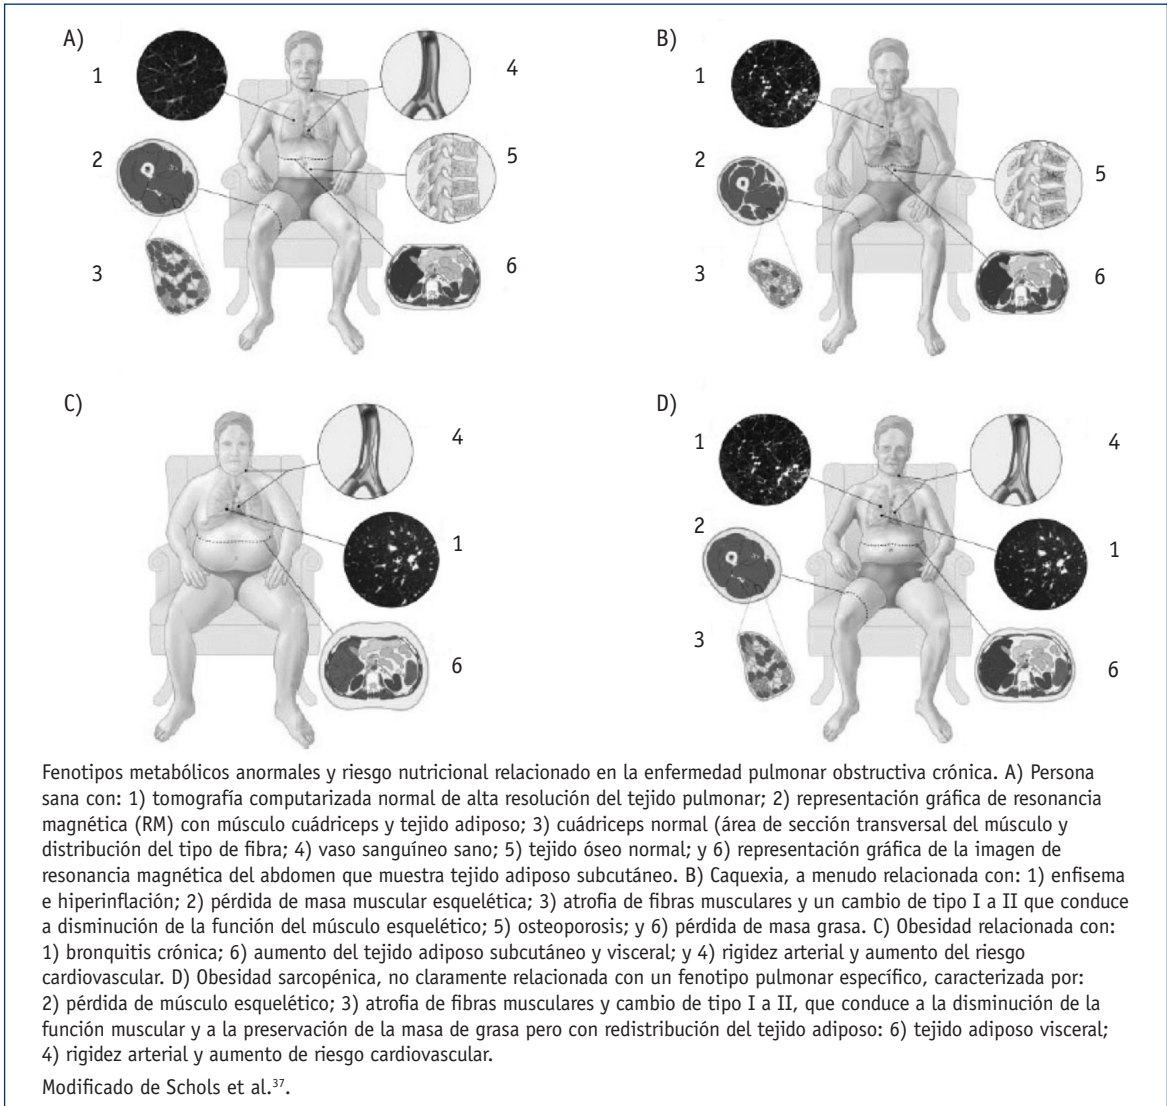 A)
1
4
2
5
3
6
B)
1
2
5
3
6
C)
4
1
6
D)
1
4
2
1
3
6
Fenotipos metabólicos anormales y riesgo nutricional relacionado en la enfermedad pulmonar obstructiva crónica. A) Persona
sana con: 1) tomografía computarizada normal de alta resolución del tejido pulmonar; 2) representación gráfica de resonancia
magnética (RM) con músculo cuádriceps y tejido adiposo; 3) cuádriceps normal (área de sección transversal del músculo y
distribución del tipo de fibra; 4) vaso sanguíneo sano; 5) tejido óseo normal; y 6) representación gráfica de la imagen de
resonancia magnética del abdomen que muestra tejido adiposo subcutáneo. B) Caquexia, a menudo relacionada con: 1) enfisema
e hiperinflación; 2) pérdida de masa muscular esquelética; 3) atrofia de fibras musculares y un cambio de tipo I a II que conduce
a disminución de la función del músculo esquelético; 5) osteoporosis; y 6) pérdida de masa grasa. C) Obesidad relacionada con:
1) bronquitis crónica; 6) aumento del tejido adiposo subcutáneo y visceral; y 4) rigidez arterial y aumento del riesgo
cardiovascular. D) Obesidad sarcopénica, no claramente relacionada con un fenotipo pulmonar específico, caracterizada por:
2) pérdida de músculo esquelético; 3) atrofia de fibras musculares y cambio de tipo I a II, que conduce a la disminución de la
función muscular y a la preservación de la masa de grasa pero con redistribución del tejido adiposo: 6) tejido adiposo visceral;
4) rigidez arterial y aumento de riesgo cardiovascular.
Modificado de Schols et al.³⁷.